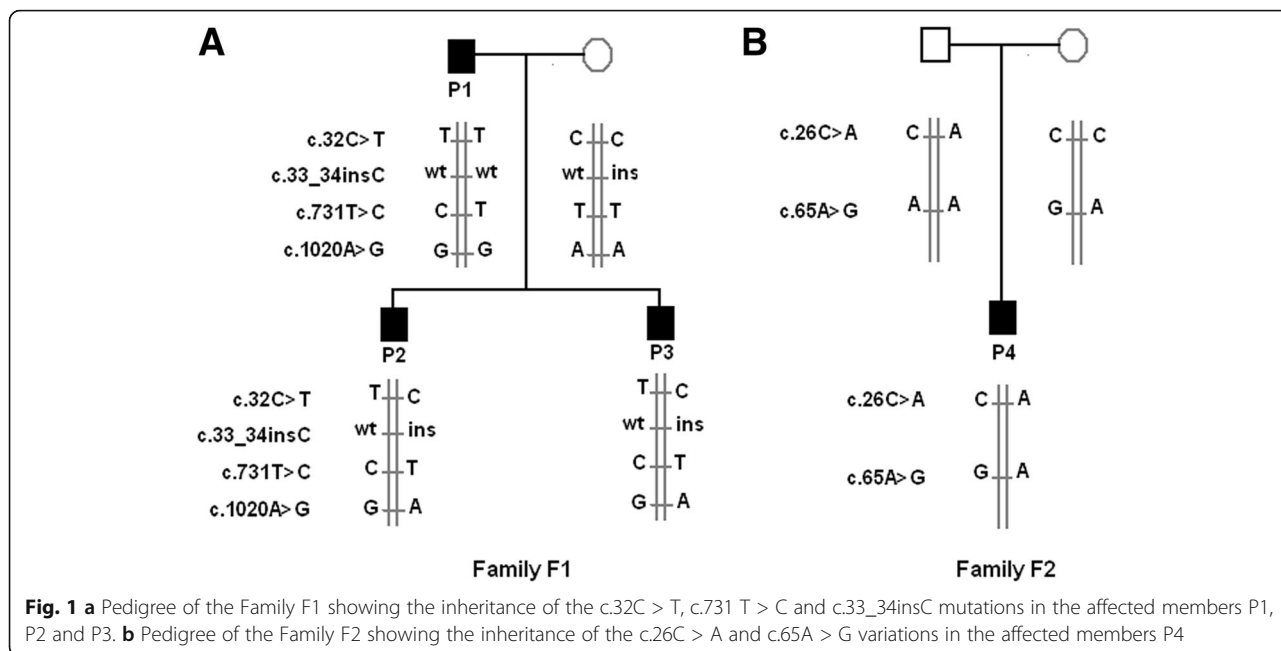 A
B
P1
c.32C>T T T C C
c.33_34insC wt wt wt ins
c.731T>C C T T T
c.1020A>G G G A A
c.26C>A C A C C
c.65A>G A A G A
P2
P3
P4
c.32C>T T C T C
c.33_34insC wt ins wt ins
c.731T>C C T C T
c.1020A>G G A G A
c.26C>A C A
c.65A>G G A
Family F1
Family F2
Fig. 1 a Pedigree of the Family F1 showing the inheritance of the c.32C > T, c.731 T > C and c.33_34insC mutations in the affected members P1,
P2 and P3. b Pedigree of the Family F2 showing the inheritance of the c.26C > A and c.65A > G variations in the affected members P4